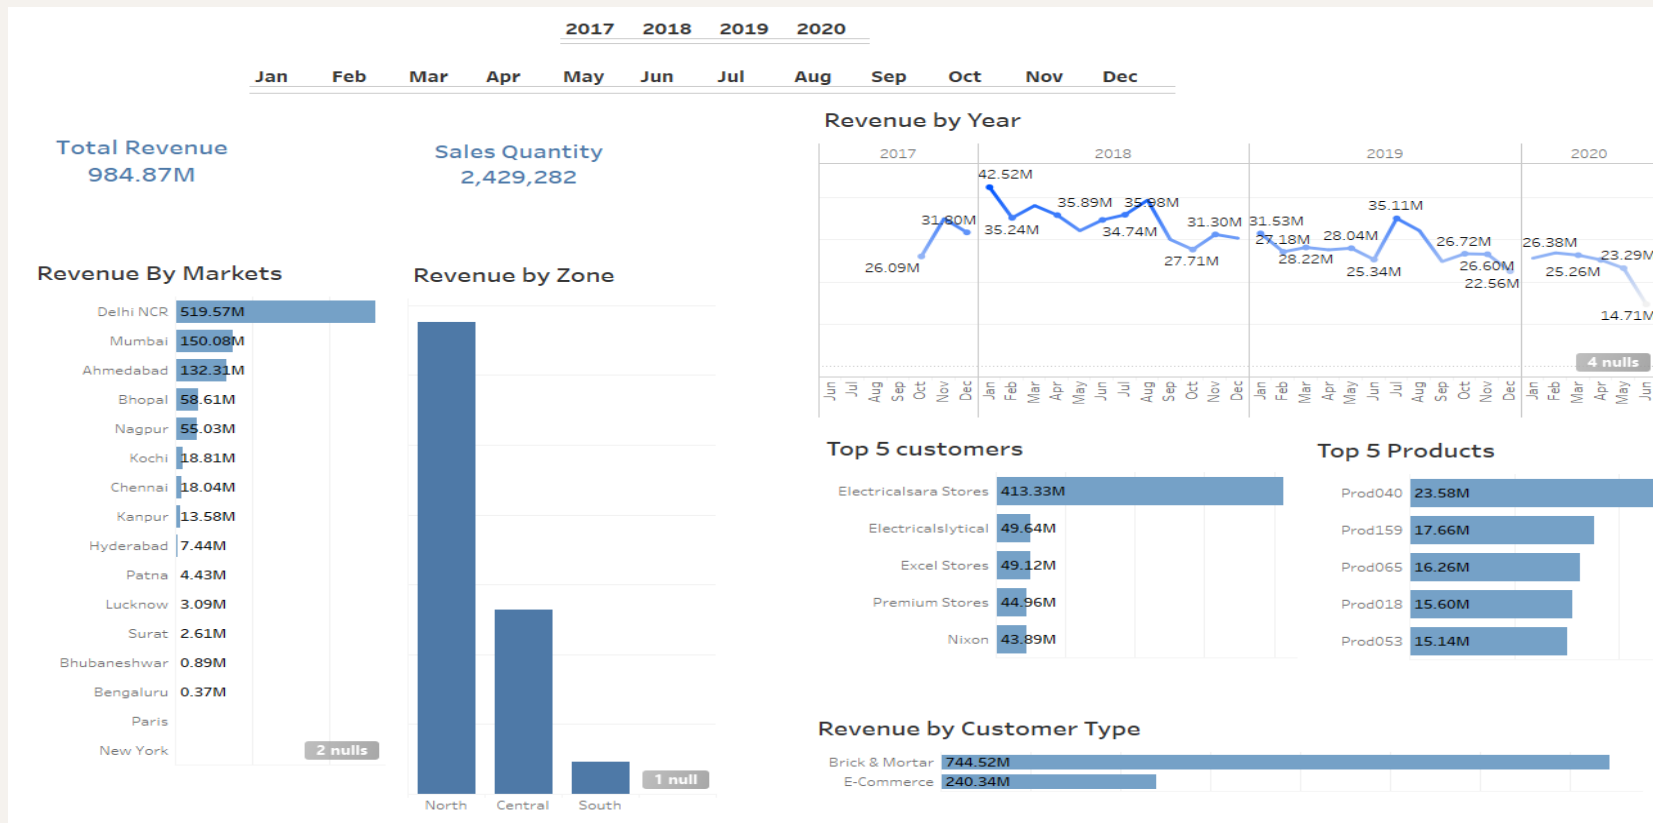 2017 2018 2019 2020
Jan Feb Mar Apr May Jun Jul Aug Sep Oct Nov Dec
Total Revenue
984.87M
Sales Quantity
2,429,282
Revenue By Markets
Delhi NCR 519.57M
Mumbai 150.08M
Ahmedabad 132.31M
Bhopal 58.61M
Nagpur 55.03M
Kochi 18.81M
Chennai 18.04M
Kanpur 13.58M
Hyderabad 7.44M
Patna 4.43M
Lucknow 3.09M
Surat 2.61M
Bhubaneshwar 0.89M
Bengaluru 0.37M
Paris
New York
2 nulls
Revenue by Zone
1 null
North Central South
Revenue by Year
2017 2018 2019 2020
42.52M
35.89M 35.98M
35.11M
31.80M 31.30M 31.53M
35.24M 34.74M
27.18M 28.04M
26.72M 26.38M
26.09M 27.71M 28.22M
25.34M 26.60M 25.26M 23.29M
22.56M
14.71M
4 nulls
Jun Jul Aug Sep Oct Nov Dec Jan Feb Mar Apr May Jun Jul Aug Sep Oct Nov Dec Jan Feb Mar Apr May Jun Jul Aug Sep Oct Nov Dec Jan Feb Mar Apr May Jun
Top 5 customers
Electricalsara Stores 413.33M
Electricalslytical 49.64M
Excel Stores 49.12M
Premium Stores 44.96M
Nixon 43.89M
Top 5 Products
Prod040 23.58M
Prod159 17.66M
Prod065 16.26M
Prod018 15.60M
Prod053 15.14M
Revenue by Customer Type
Brick & Mortar 744.52M
E-Commerce 240.34M